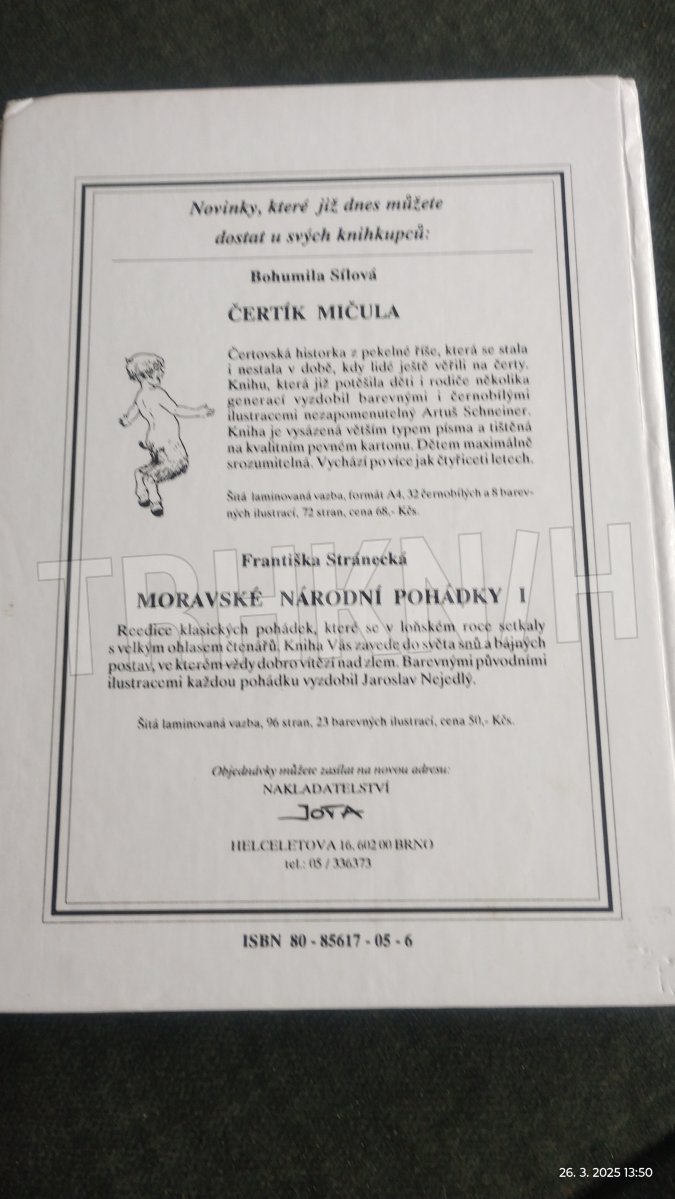 Novinky, které již dnes můžete
dostat u svých knihkupců:
Bohumila Sílová
ČERTÍK MIČULA
Čertovská historka z pekelné říše, která se stala
i nestala v době, kdy lidé ještě věřili na čerty.
Knihu, která již potěšila děti i rodiče několika
generací vyzdobil barevnými i černobílými
ilustracemi nezapomenutelný Artuš Schneiner.
Kniha je vysázená větším typem písma a tištěná
na kvalitním pevném kartonu. Dětem maximálně
srozumitelná. Vychází po více jak čtyřiceti letech.
Šitá laminovaná vazba, formát A4, 32 černobílých a 8 barev-
ných ilustrací, 72 stran, cena 68,- Kčs.
Františka Stránecká
MORAVSKÉ NÁRODNÍ POHÁDKY I
Reedice klasických pohádek, které se v loňském roce setkaly
s velkým ohlasem čtenářů. Kniha Vás zavede do světa snů a bájných
postav, ve kterém vždy dobro vítězí nad zlem. Barevnými původními
ilustracemi každou pohádku vyzdobil Jaroslav Nejedlý.
Šitá laminovaná vazba, 96 stran, 23 barevných ilustrací, cena 50,- Kčs.
Objednávky můžete zasílat na novou adresu:
NAKLADATELSTVÍ
JOTA
HELCELETOVA 16, 602 00 BRNO
tel.: 05 / 336373
ISBN 80 - 85617 - 05 - 6
TBHKN/H
26. 3. 2025 13:50